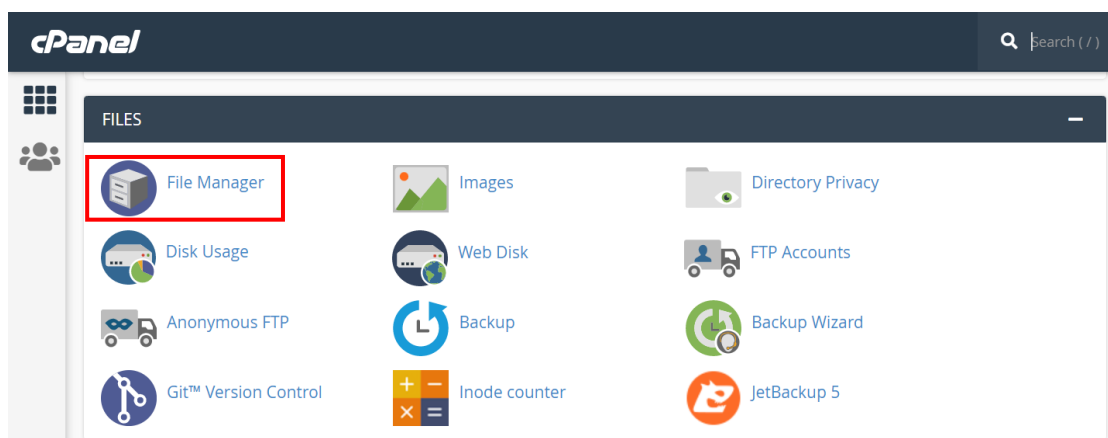 cPanel
Search ( / )
FILES
File Manager
Images
Directory Privacy
Disk Usage
Web Disk
FTP Accounts
Anonymous FTP
Backup
Backup Wizard
Git™ Version Control
Inode counter
JetBackup 5